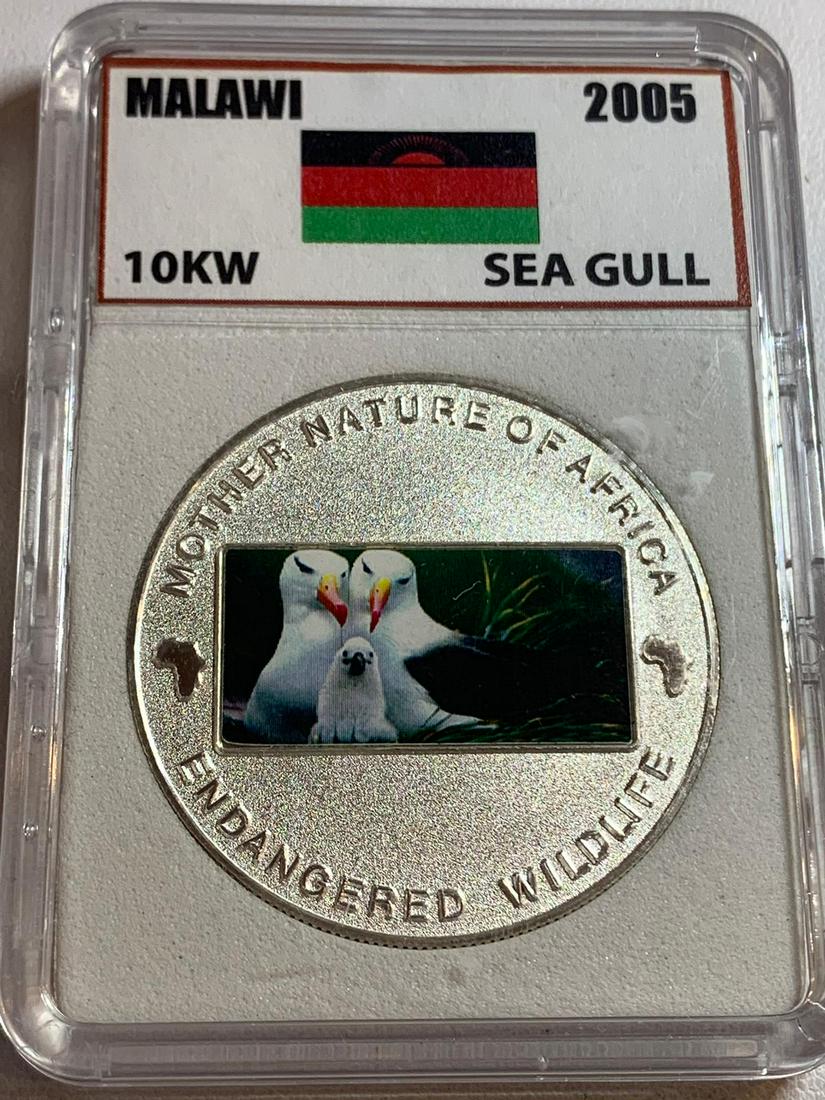 MALAWI 2005
10KW SEA GULL
MOTHER NATURE OF AFRICA
ENDANGERED WILDLIFE